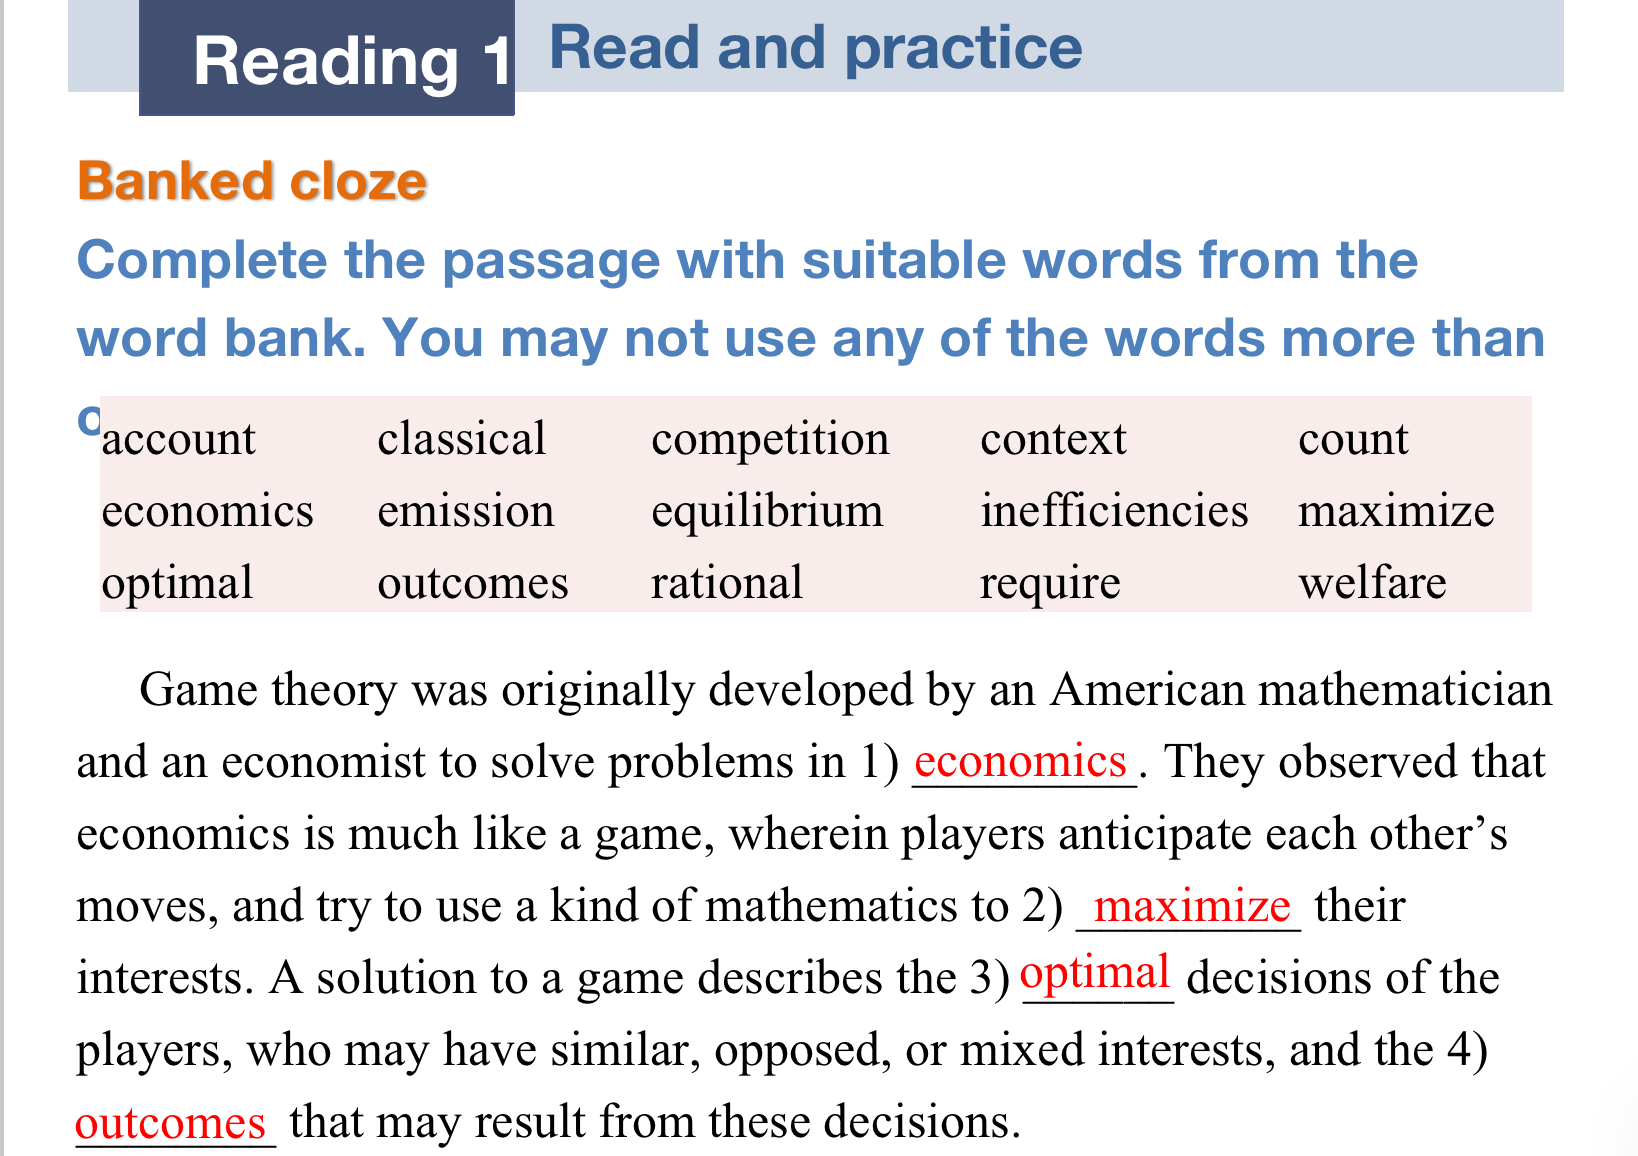 Reading 1 Read and practice
Banked cloze
Complete the passage with suitable words from the
word bank. You may not use any of the words more than
account classical competition context count
economics emission equilibrium inefficiencies maximize
optimal outcomes rational require welfare
Game theory was originally developed by an American mathematician
and an economist to solve problems in 1) economics. They observed that
economics is much like a game, wherein players anticipate each other’s
moves, and try to use a kind of mathematics to 2) maximize their
interests. A solution to a game describes the 3) optimal decisions of the
players, who may have similar, opposed, or mixed interests, and the 4)
outcomes that may result from these decisions.